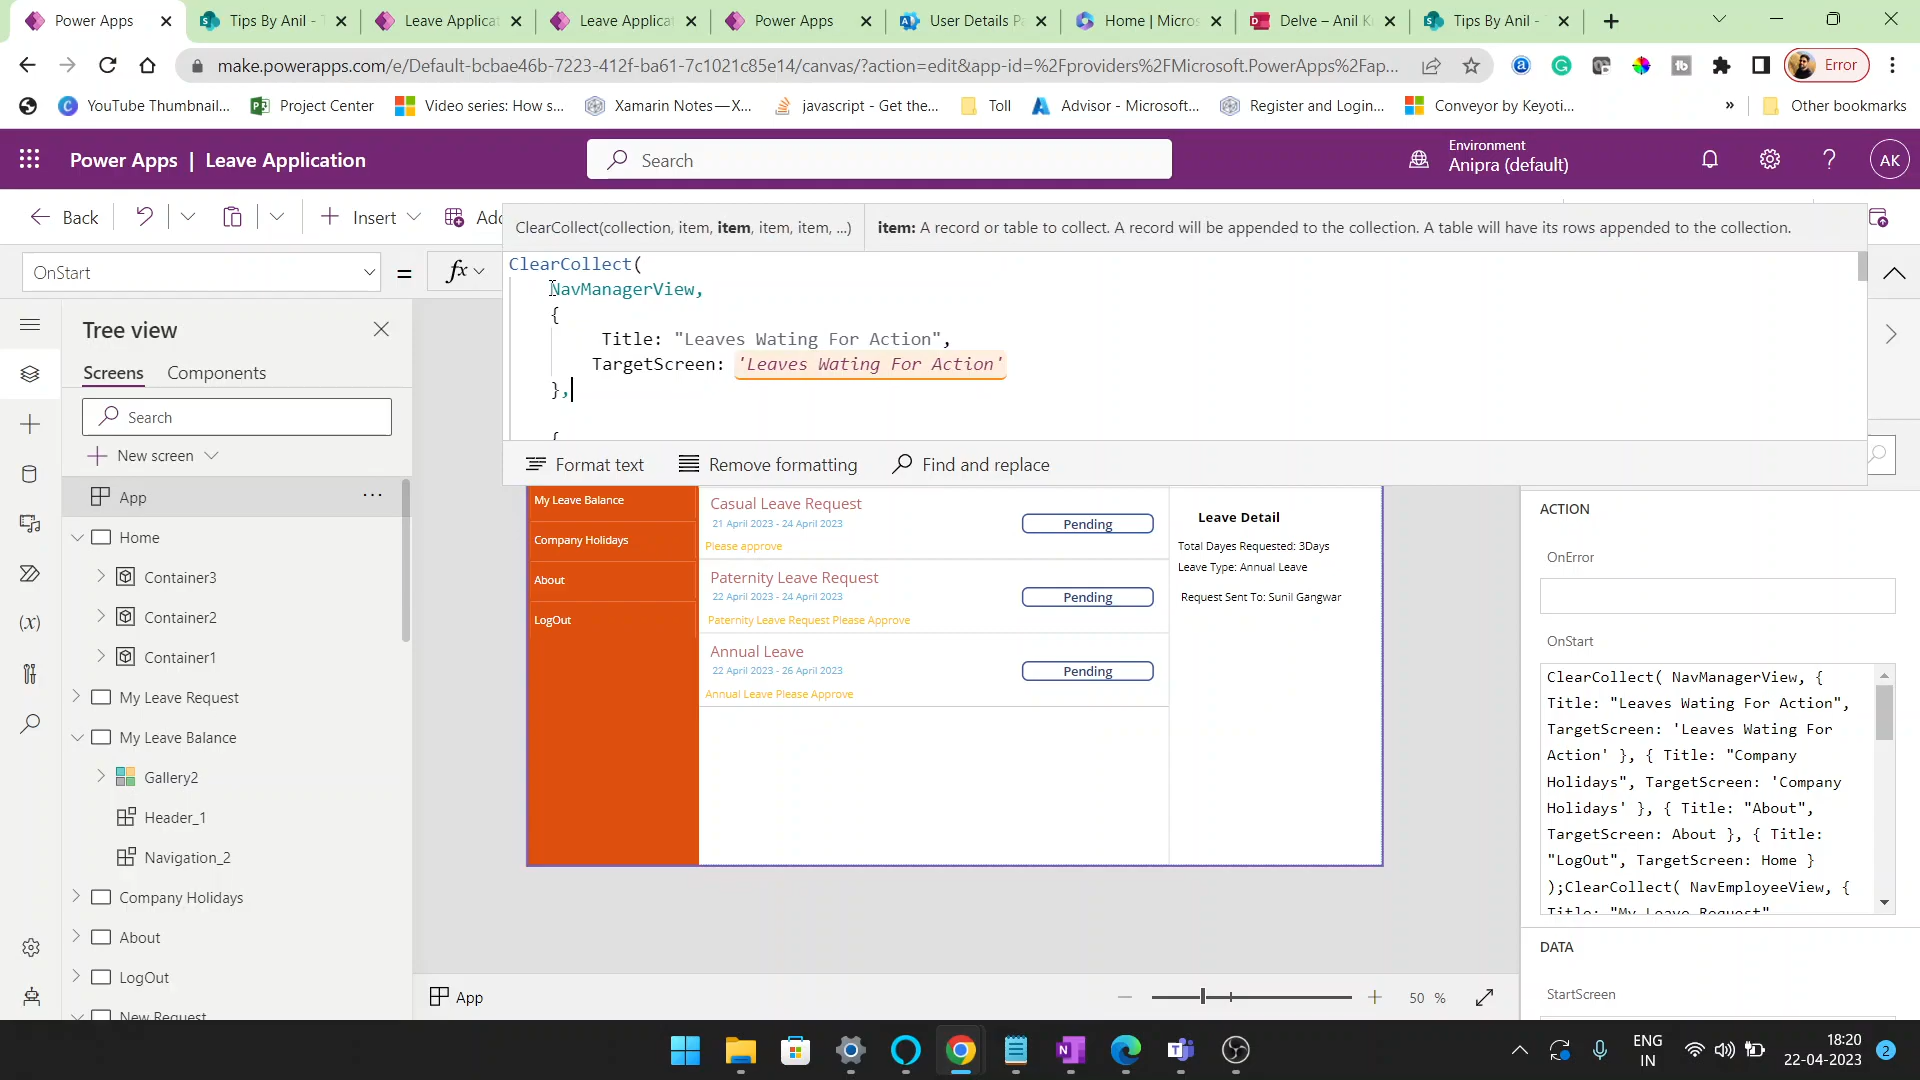 Power Apps
Tips By Anil -
Leave Applicat
Leave Applicat
Power Apps
User Details P
Home | Micros
Delve – Anil K
Tips By Anil -
make.powerapps.com/e/Default-bcbae46b-7223-412f-ba61-7c1021c85e14/canvas/?action=edit&app-id=%2Fproviders%2FMicrosoft.PowerApps%2Fap...
Error
YouTube Thumbnail...
Project Center
Video series: How s...
Xamarin Notes—X...
javascript - Get the...
Toll
Advisor - Microsoft...
Register and Login...
Conveyor by Keyoti...
»
Other bookmarks
Power Apps | Leave Application
Search
Environment
Anipra (default)
AK
Back
Insert
Add
ClearCollect(collection, item, item, item, item, ...)
item: A record or table to collect. A record will be appended to the collection. A table will have its rows appended to the collection.
OnStart
=
fx
ClearCollect(
NavManagerView,
{
Title: "Leaves Wating For Action",
TargetScreen: 'Leaves Wating For Action'
},
{
Format text
Remove formatting
Find and replace
Tree view
Screens
Components
Search
New screen
App
Home
Container3
Container2
Container1
My Leave Request
My Leave Balance
Gallery2
Header_1
Navigation_2
Company Holidays
About
LogOut
New Request
My Leave Balance
Company Holidays
About
LogOut
Casual Leave Request
21 April 2023 - 24 April 2023
Please approve
Pending
Paternity Leave Request
22 April 2023 - 24 April 2023
Paternity Leave Request Please Approve
Pending
Annual Leave
22 April 2023 - 26 April 2023
Annual Leave Please Approve
Pending
Leave Detail
Total Dayes Requested: 3Days
Leave Type: Annual Leave
Request Sent To: Sunil Gangwar
ACTION
OnError
OnStart
ClearCollect( NavManagerView, {
Title: "Leaves Wating For Action",
TargetScreen: 'Leaves Wating For
Action' }, { Title: "Company
Holidays", TargetScreen: 'Company
Holidays' }, { Title: "About",
TargetScreen: About }, { Title:
"LogOut", TargetScreen: Home }
);ClearCollect( NavEmployeeView, {
Title: "My Leave Request"
DATA
StartScreen
App
50 %
ENG
IN
18:20
22-04-2023
2